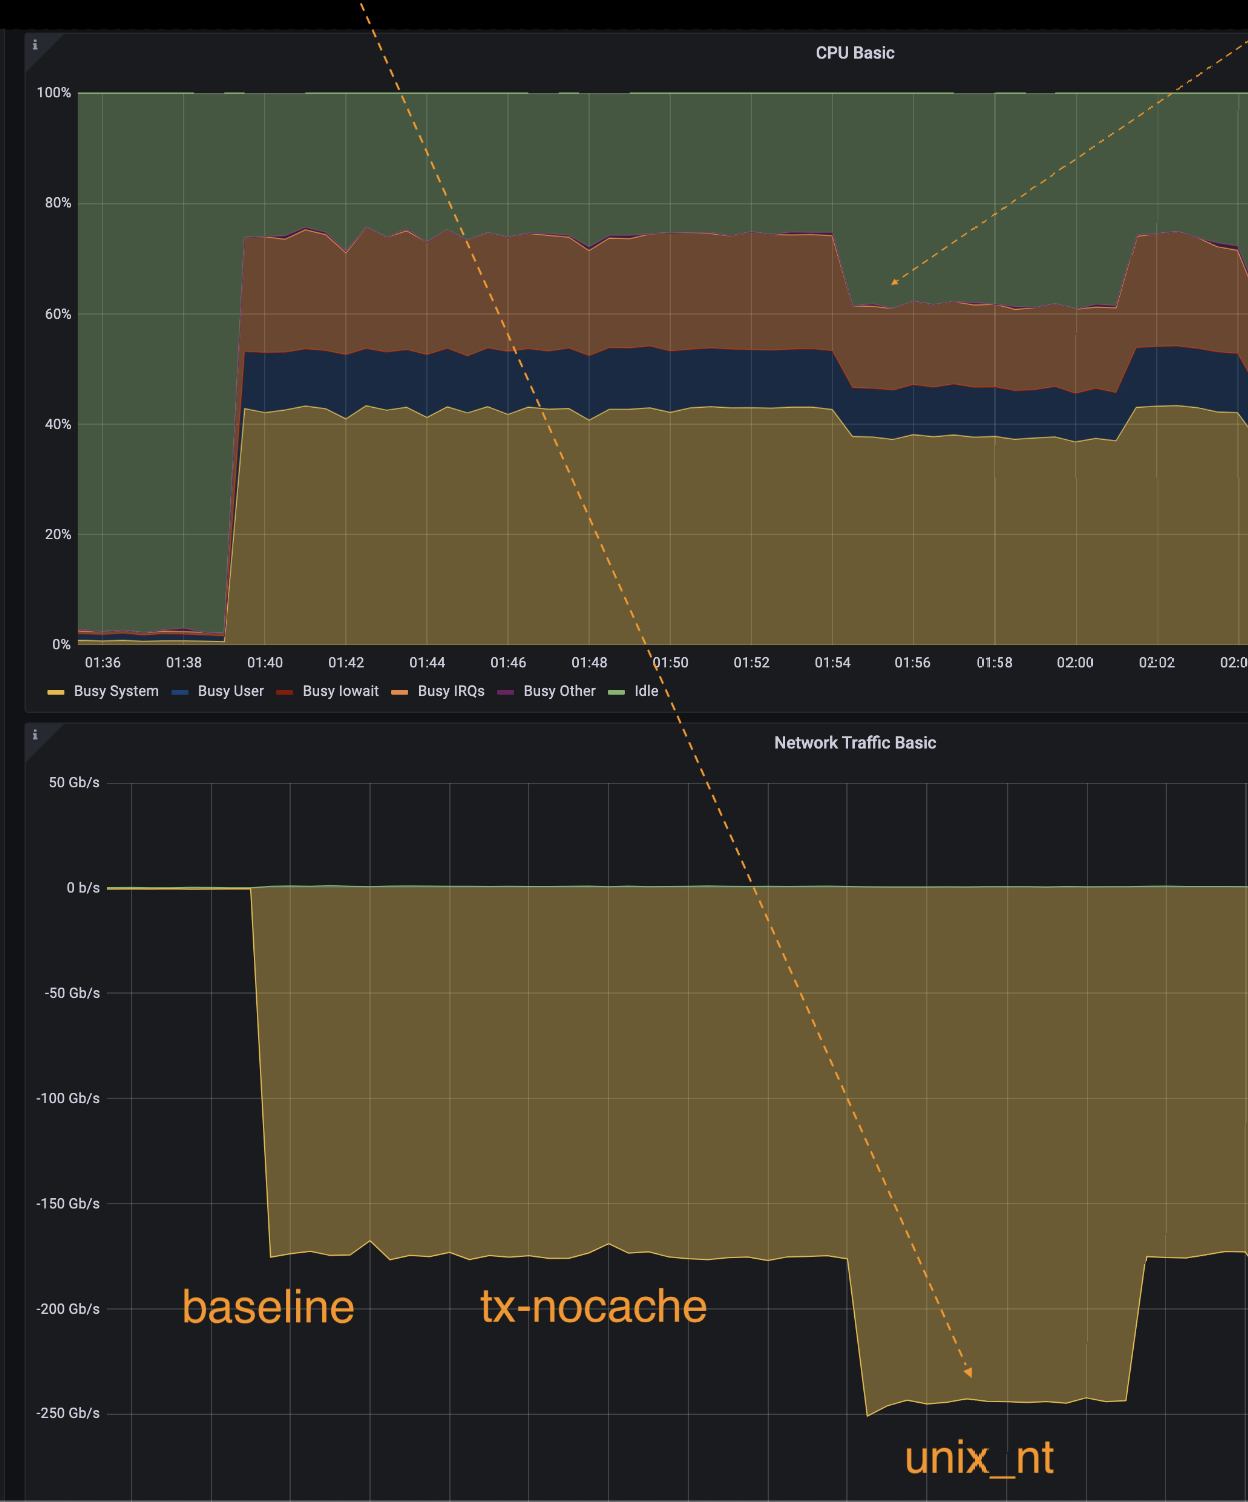 i
CPU Basic
100%
80%
60%
40%
20%
0%
01:36 01:38 01:40 01:42 01:44 01:46 01:48 01:50 01:52 01:54 01:56 01:58 02:00 02:02 02:0
Busy System Busy User Busy Iowait Busy IRQs Busy Other Idle
i
Network Traffic Basic
50 Gb/s
0 b/s
-50 Gb/s
-100 Gb/s
-150 Gb/s
-200 Gb/s
-250 Gb/s
baseline
tx-nocache
unix_nt